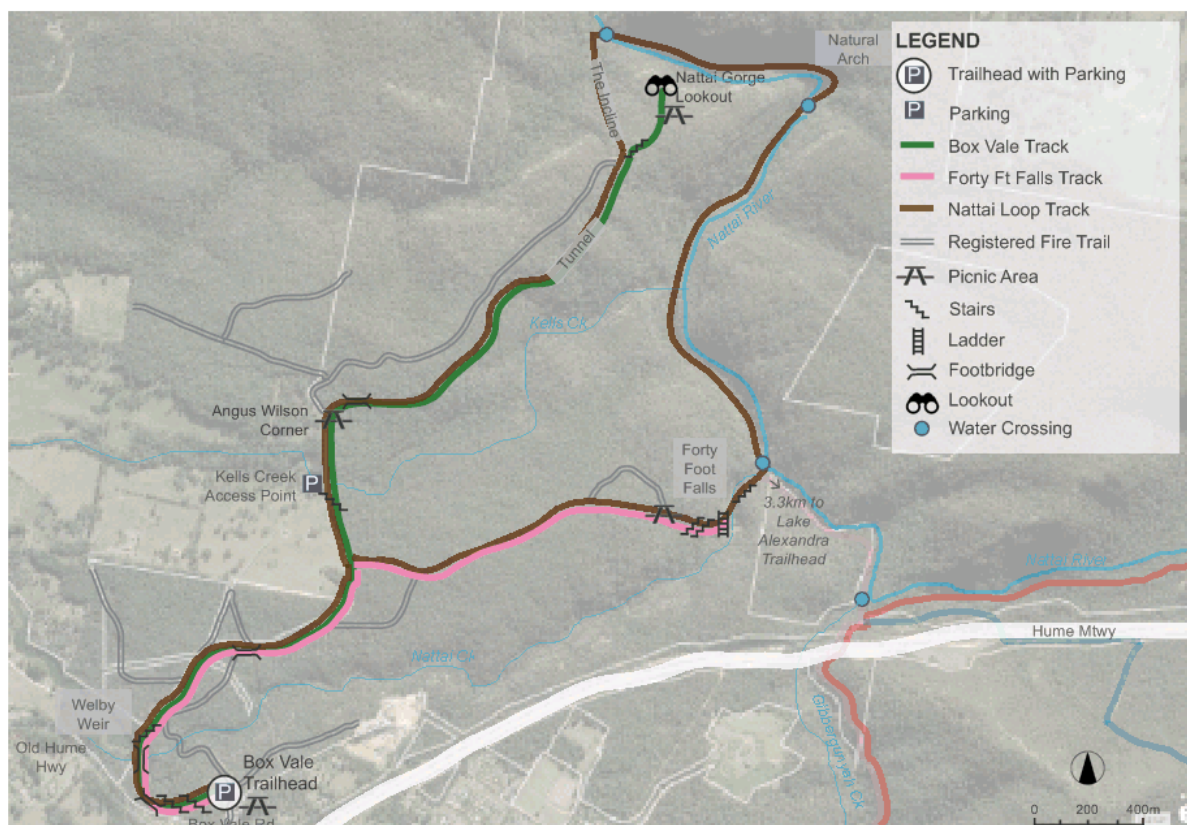 Natural
Arch
Nattai Gorge
Lookout
The Incline
Nattai River
Tunnel
Kells Ck
Angus Wilson
Corner
Kells Creek
Access Point
P
Forty
Foot
Falls
3.3km to
Lake
Alexandra
Trailhead
Nattai River
Hume Mtwy
Nattai Ck
Gibbergunyah Ck
Welby
Weir
Old Hume
Hwy
Box Vale
Trailhead
P
Box Vale Rd
LEGEND
P Trailhead with Parking
P Parking
Box Vale Track
Forty Ft Falls Track
Nattai Loop Track
Registered Fire Trail
Picnic Area
Stairs
Ladder
Footbridge
Lookout
Water Crossing
0 200 400m